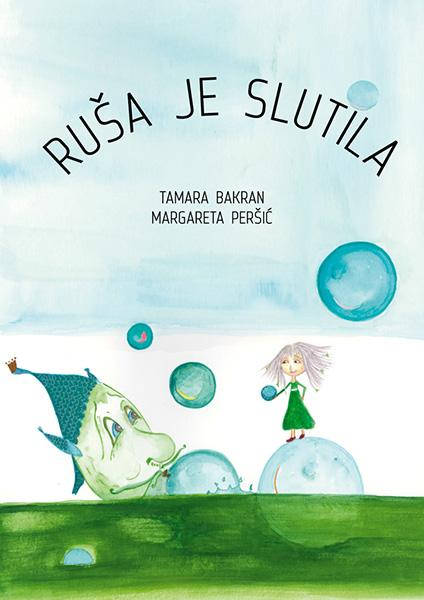 RUŠA JE SLUTILA
TAMARA BAKRAN
MARGARETA PERŠIĆ